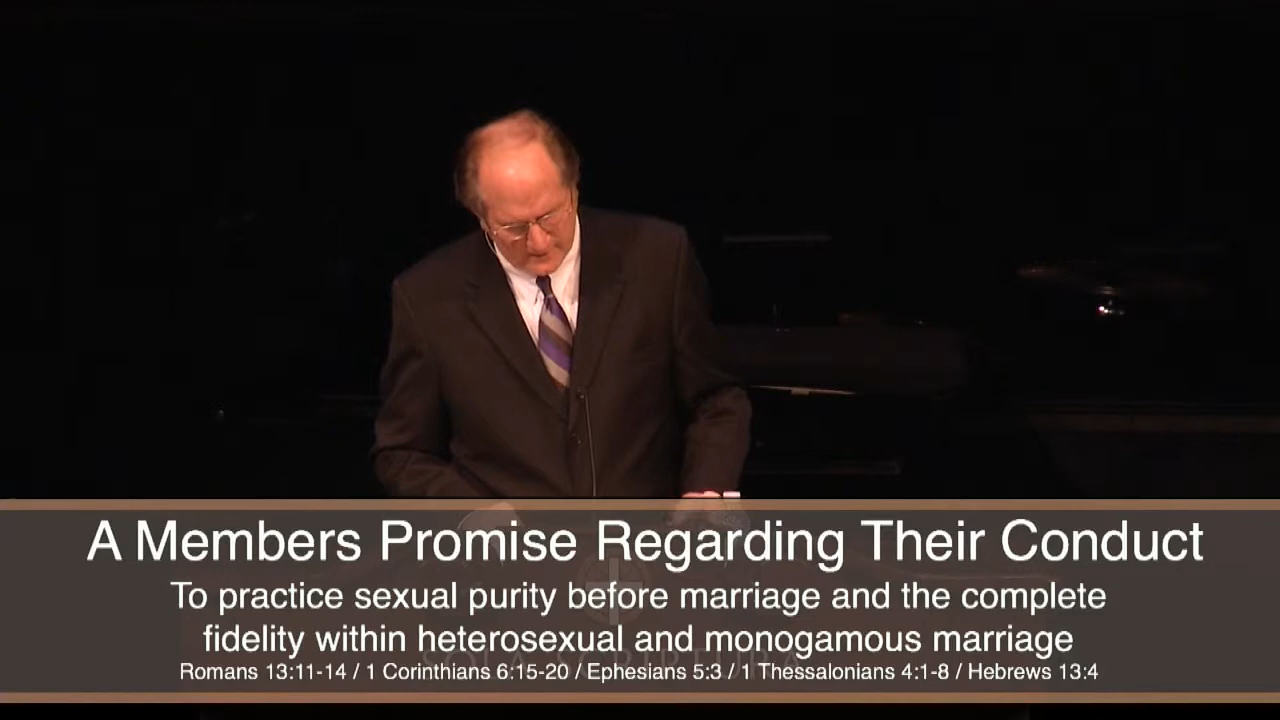 A Members Promise Regarding Their Conduct
To practice sexual purity before marriage and the complete
fidelity within heterosexual and monogamous marriage
SOLA SCRIPTURA
Romans 13:11-14 / 1 Corinthians 6:15-20 / Ephesians 5:3 / 1 Thessalonians 4:1-8 / Hebrews 13:4